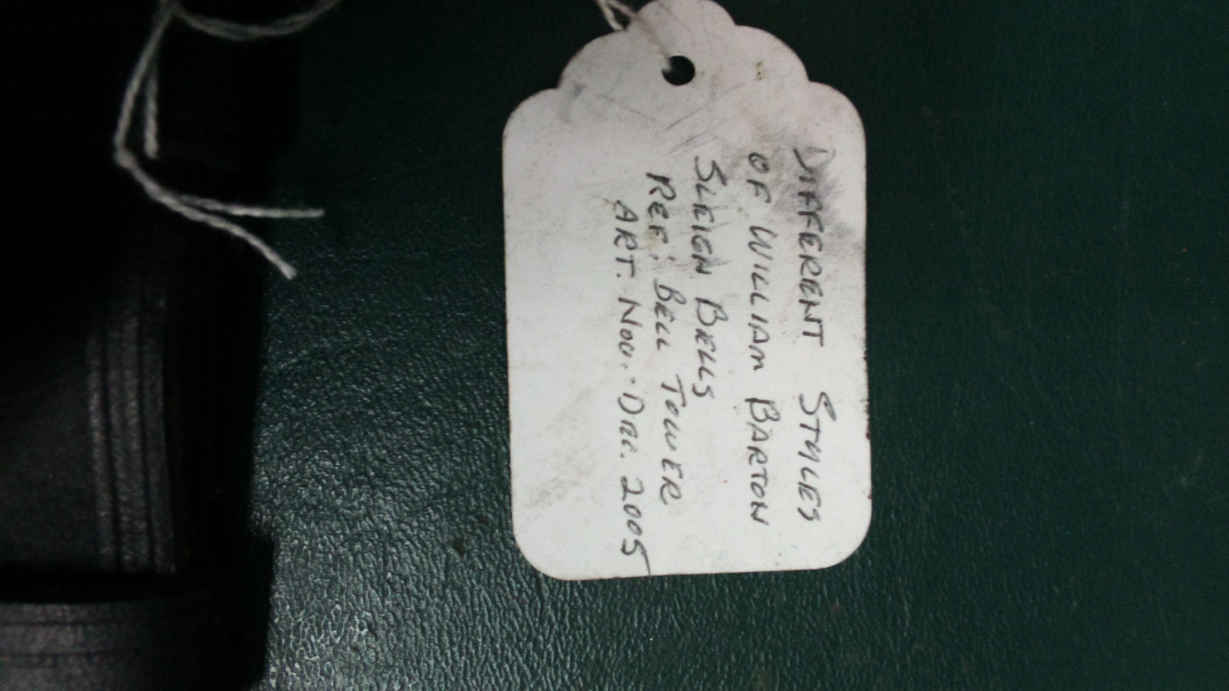 DIFFERENT STYLES
OF WILLIAM BARTON
SLEIGH BELLS
REF: BELL TOWER
ART. NOV.-DEC. 2005